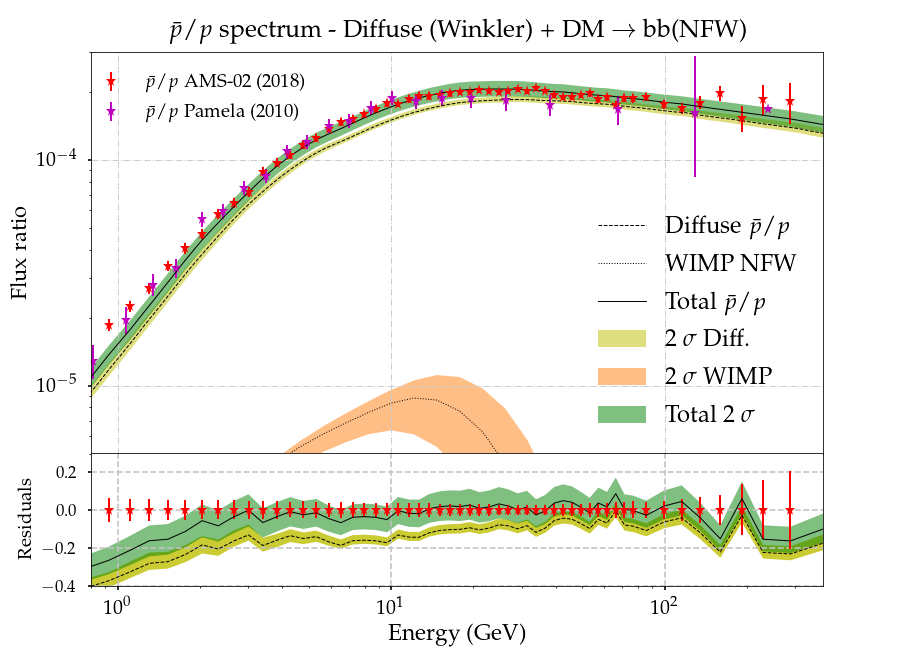 p̄/p spectrum - Diffuse (Winkler) + DM → bb(NFW)
p̄/p AMS-02 (2018)
p̄/p Pamela (2010)
10⁻⁴
10⁻⁵
Flux ratio
Diffuse p̄/p
WIMP NFW
Total p̄/p
2 σ Diff.
2 σ WIMP
Total 2 σ
0.2
0.0
−0.2
−0.4
Residuals
10⁰ 10¹ 10²
Energy (GeV)